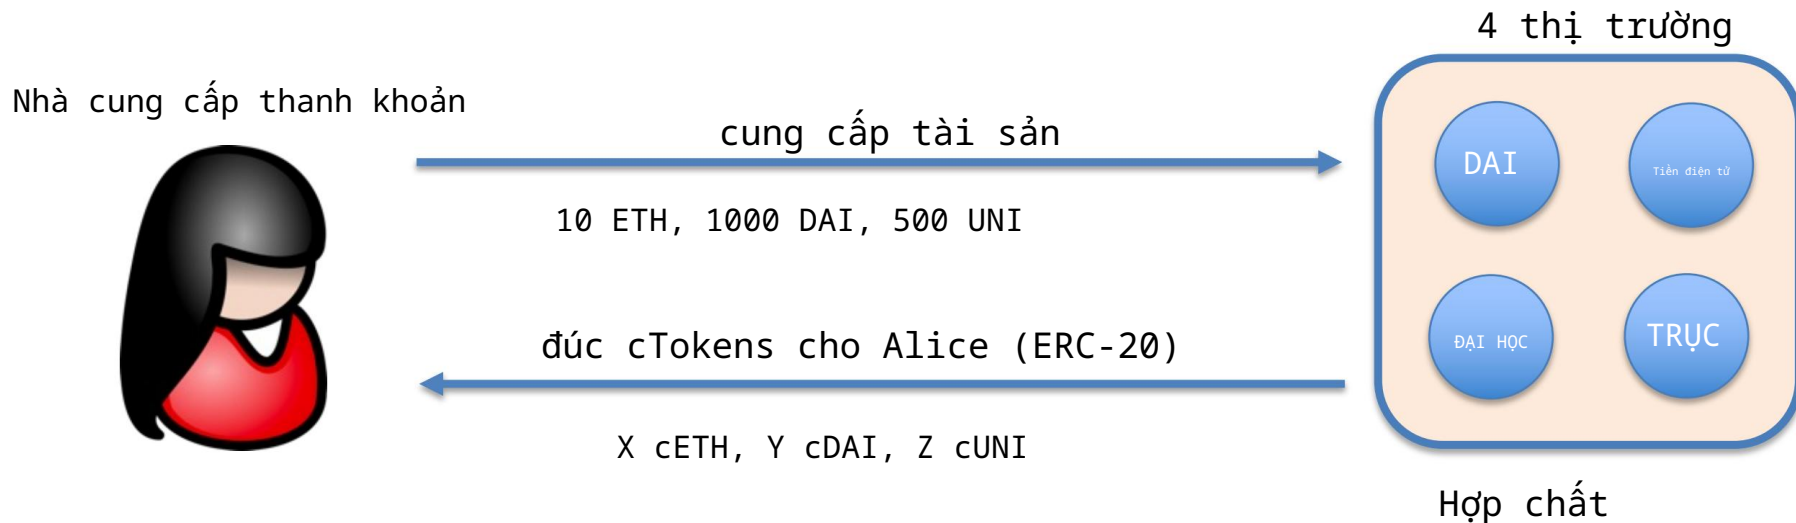 4 thị trường
Nhà cung cấp thanh khoản
cung cấp tài sản
10 ETH, 1000 DAI, 500 UNI
DAI
Tiền điện tử
đúc cTokens cho Alice (ERC-20)
X cETH, Y cDAI, Z cUNI
ĐẠI HỌC
TRỤC
Hợp chất